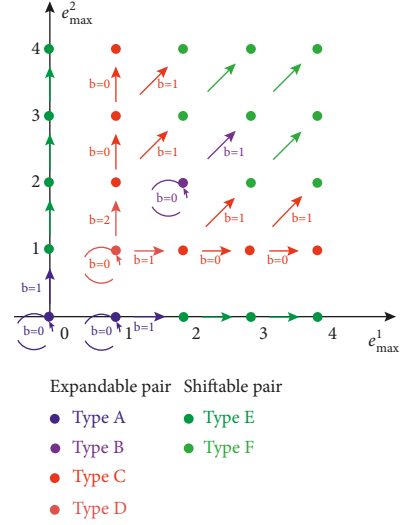 e²max
4
b=0
b=1
3
b=0
b=1
b=1
2
b=0
b=2
b=1
b=1
1
b=0
b=1
b=0
b=0
b=1
b=0
b=0
b=1
0
1
2
3
4
e¹max
Expandable pair Shiftable pair
Type A Type E
Type B Type F
Type C
Type D